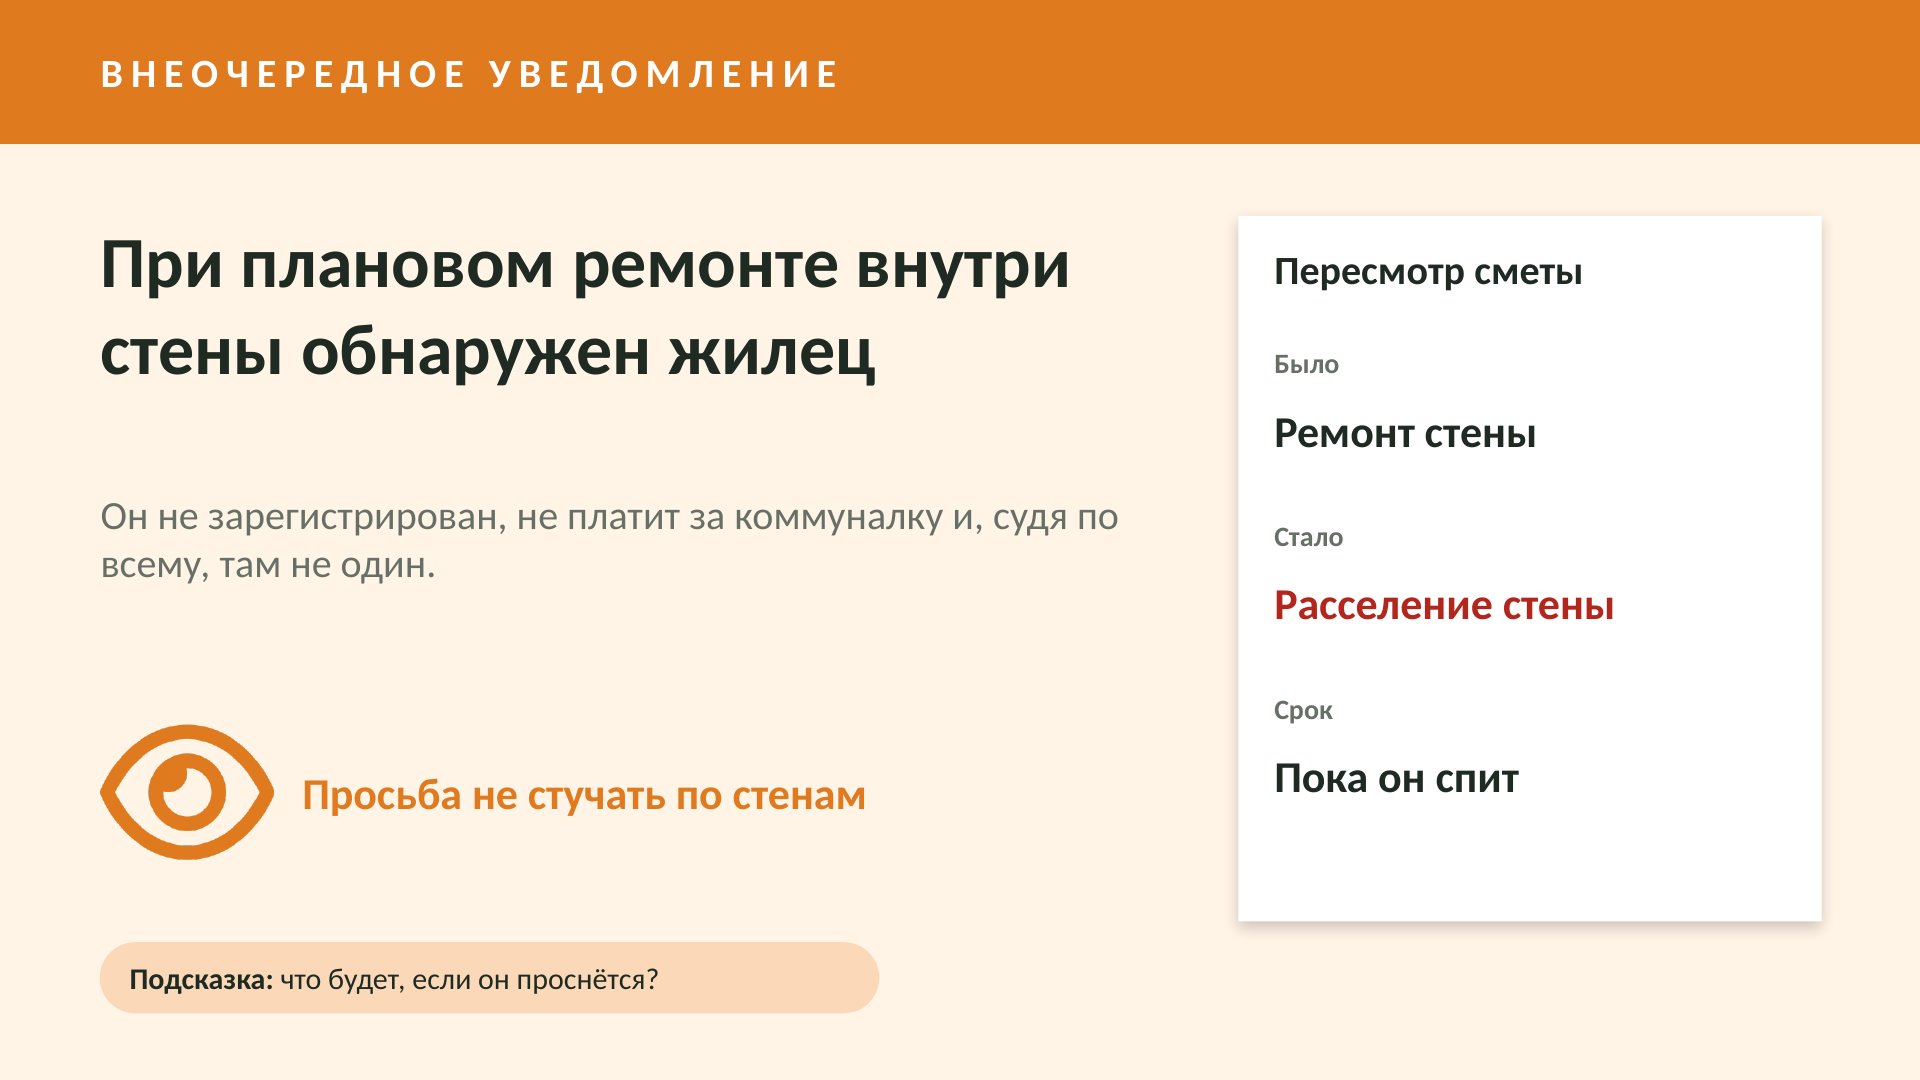 ВНЕОЧЕРЕДНОЕ УВЕДОМЛЕНИЕ
При плановом ремонте внутри
стены обнаружен жилец
Он не зарегистрирован, не платит за коммуналку и, судя по
всему, там не один.
Просьба не стучать по стенам
Подсказка: что будет, если он проснётся?
Пересмотр сметы
Было
Ремонт стены
Стало
Расселение стены
Срок
Пока он спит